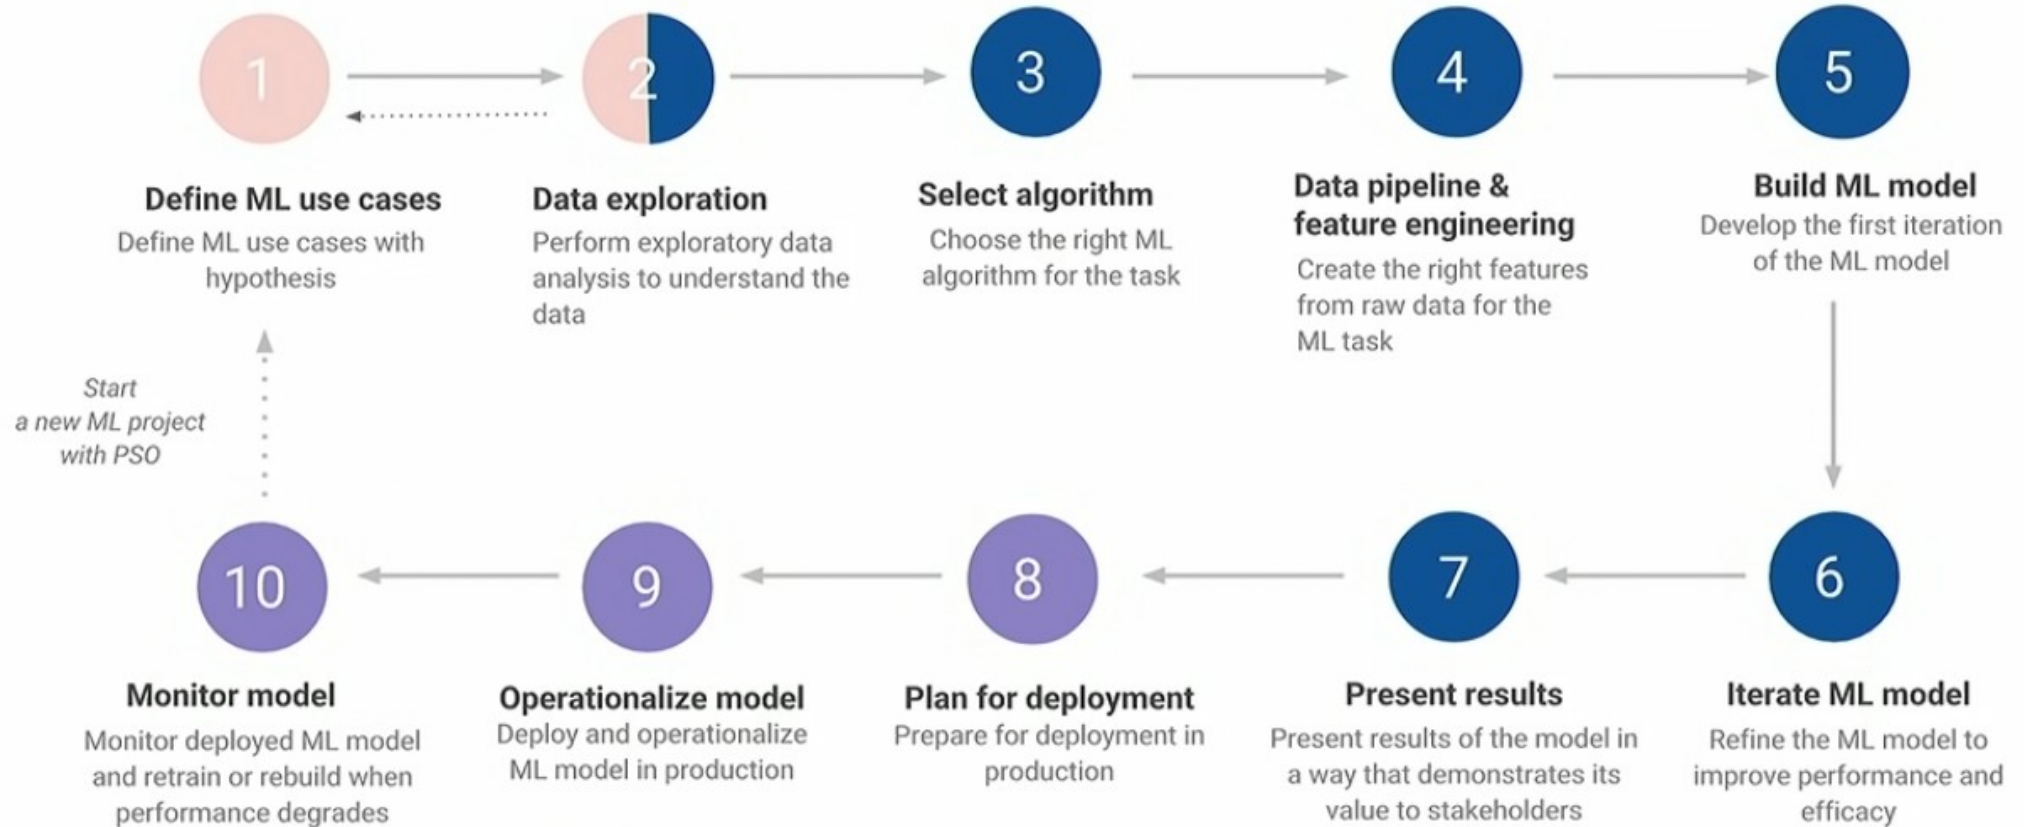 1
2
3
4
5
Define ML use cases
Define ML use cases with
hypothesis
Data exploration
Perform exploratory data
analysis to understand the
data
Select algorithm
Choose the right ML
algorithm for the task
Data pipeline &
feature engineering
Create the right features
from raw data for the
ML task
Build ML model
Develop the first iteration
of the ML model
Start
a new ML project
with PSO
10
9
8
7
6
Monitor model
Monitor deployed ML model
and retrain or rebuild when
performance degrades
Operationalize model
Deploy and operationalize
ML model in production
Plan for deployment
Prepare for deployment in
production
Present results
Present results of the model in
a way that demonstrates its
value to stakeholders
Iterate ML model
Refine the ML model to
improve performance and
efficacy